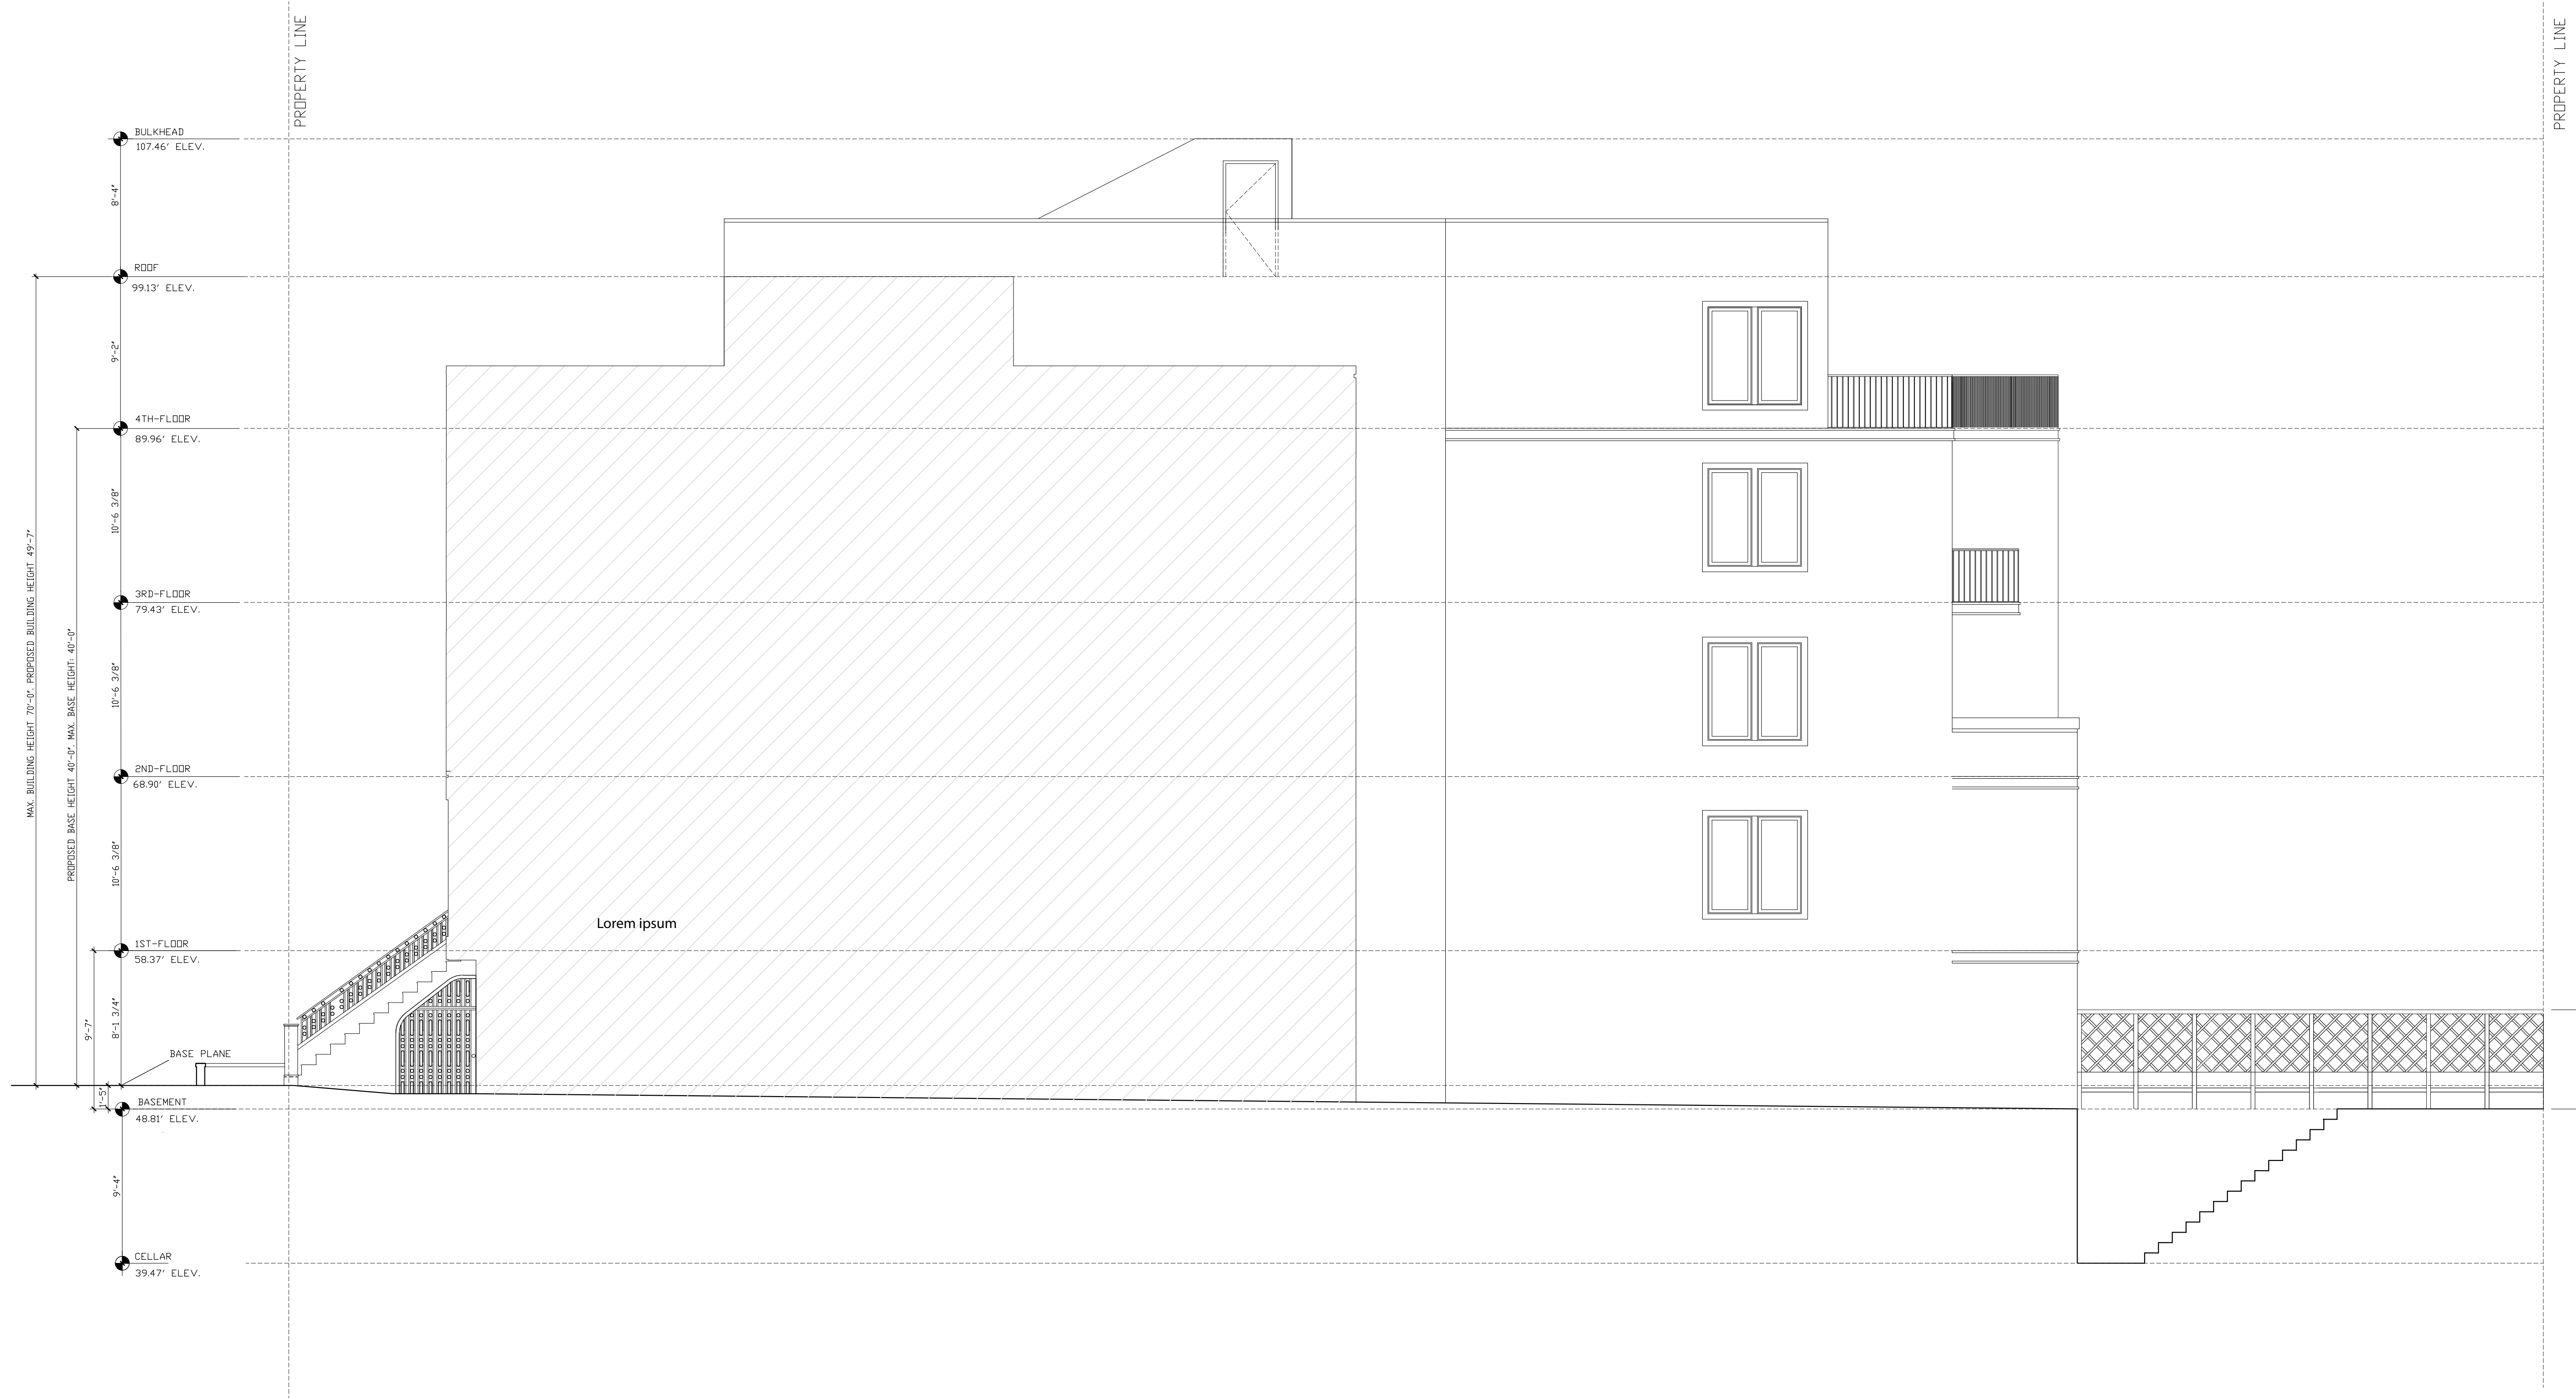 PROPERTY LINE
PROPERTY LINE
BULKHEAD
107.46' ELEV.
8'-4"
ROOF
99.13' ELEV.
9'-2"
4TH-FLOOR
89.96' ELEV.
10'-6 3/8"
3RD-FLOOR
79.43' ELEV.
10'-6 3/8"
2ND-FLOOR
68.90' ELEV.
10'-6 3/8"
1ST-FLOOR
58.37' ELEV.
8'-1 3/4"
9'-7"
BASE PLANE
1'-5"
BASEMENT
48.81' ELEV.
9'-4"
CELLAR
39.47' ELEV.
MAX. BUILDING HEIGHT 70'-0". PROPOSED BUILDING HEIGHT 49'-7"
PROPOSED BASE HEIGHT 40'-0". MAX. BASE HEIGHT: 40'-0"
Lorem ipsum